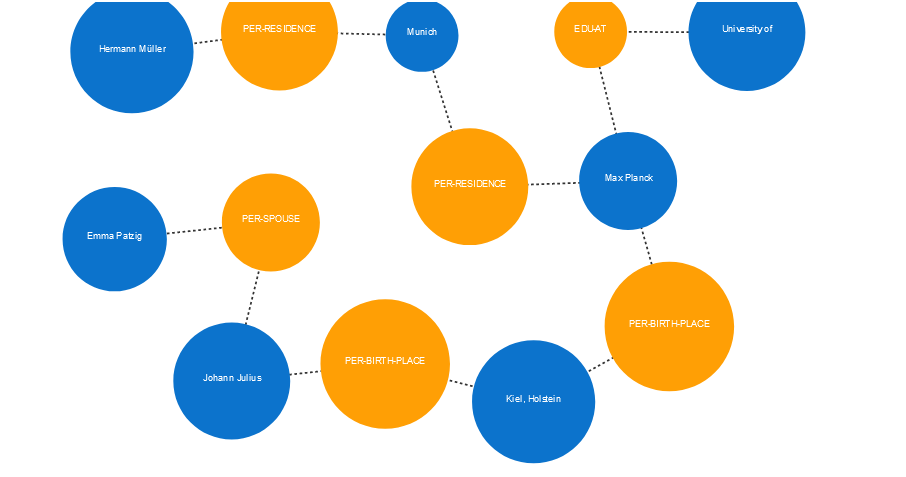 Hermann Müller
PER-RESIDENCE
Munich
EDU-AT
University of
PER-RESIDENCE
Max Planck
Emma Patzig
PER-SPOUSE
PER-BIRTH-PLACE
Johann Julius
PER-BIRTH-PLACE
Kiel, Holstein